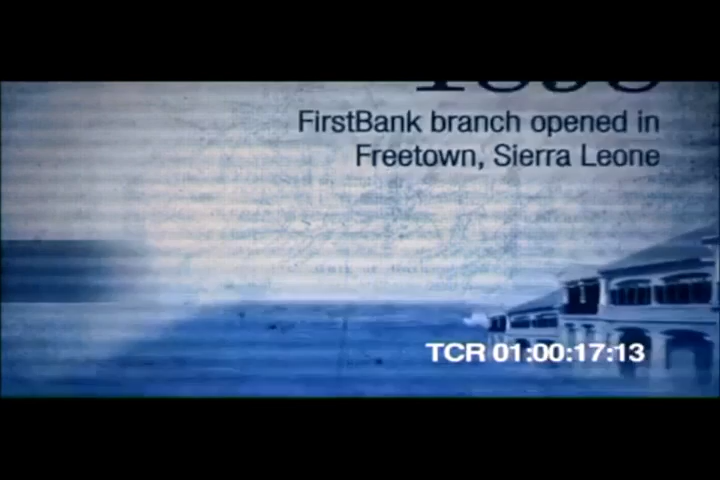 FirstBank branch opened in
Freetown, Sierra Leone
TCR 01:00:17:13